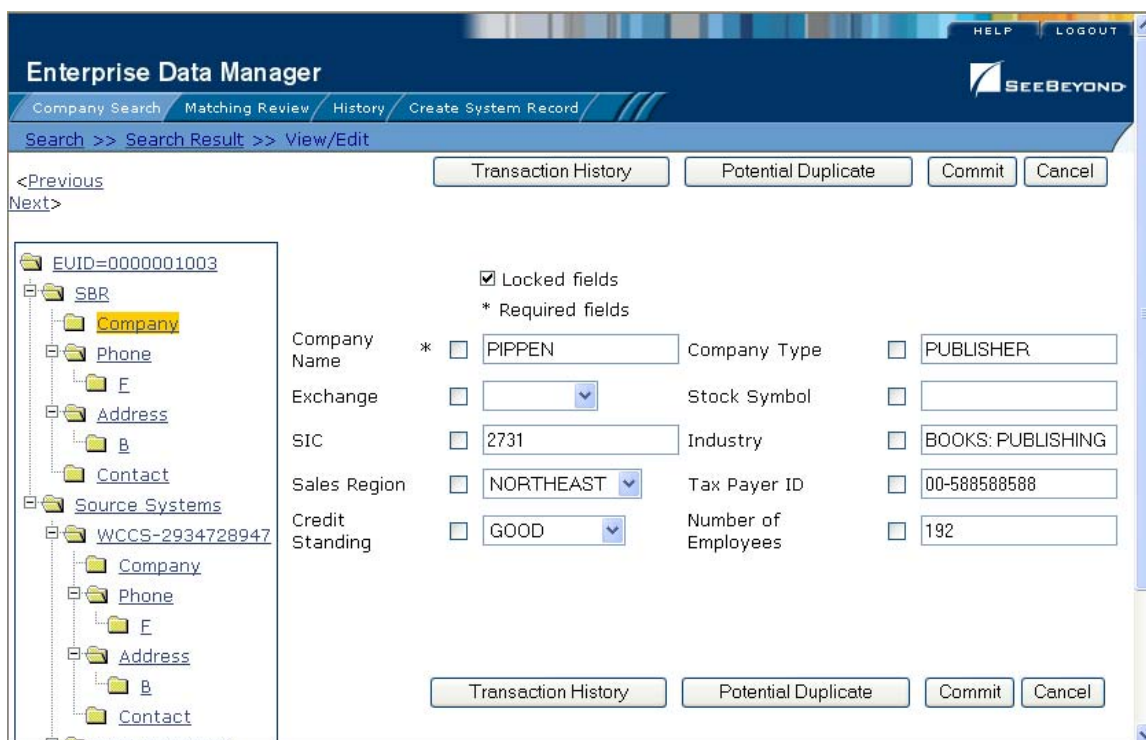 HELP LOGOUT
Enterprise Data Manager
SEEBEYOND
Company Search Matching Review History Create System Record
Search >> Search Result >> View/Edit
<Previous
Next>
Transaction History Potential Duplicate Commit Cancel
EUID=0000001003
SBR
Company
Phone
F
Address
B
Contact
Source Systems
WCCS-2934728947
Company
Phone
F
Address
B
Contact
Locked fields
* Required fields
Company Name * PIPPEN Company Type PUBLISHER
Exchange Stock Symbol
SIC 2731 Industry BOOKS: PUBLISHING
Sales Region NORTHEAST Tax Payer ID 00-588588588
Credit Standing GOOD Number of Employees 192
Transaction History Potential Duplicate Commit Cancel